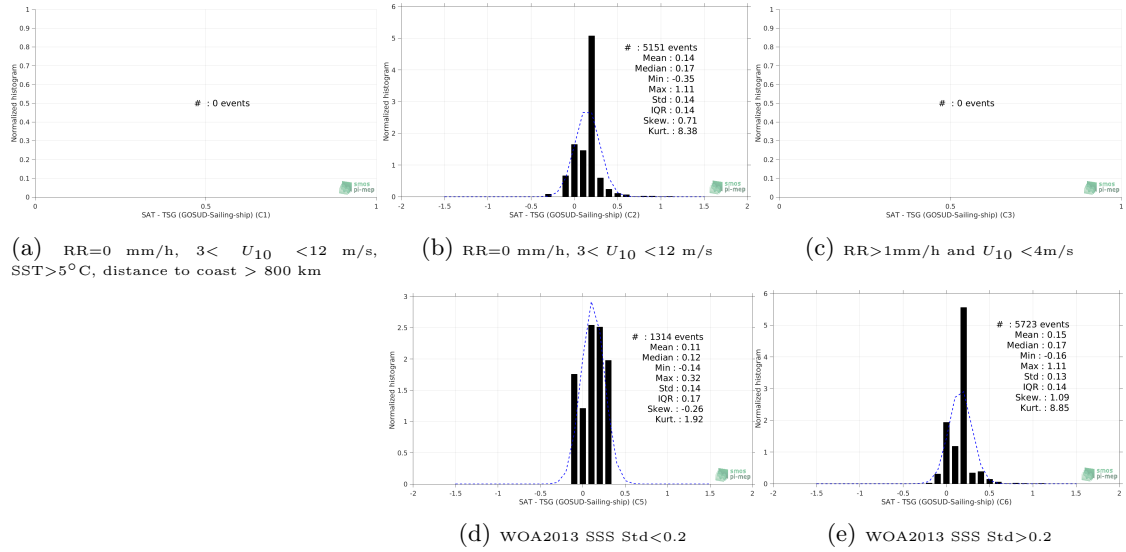 1
0.9
0.8
0.7
0.6
0.5
0.4
0.3
0.2
0.1
0
Normalized histogram
# : 0 events
smos
pi-mep
0 0.5 1
SAT - TSG (GOSUD-Sailing-ship) (C1)
(a) RR=0 mm/h, 3< U10 <12 m/s,
SST>5°C, distance to coast > 800 km
6
5
4
3
2
1
0
Normalized histogram
# : 5151 events
Mean : 0.14
Median : 0.17
Min : -0.35
Max : 1.11
Std : 0.14
IQR : 0.14
Skew. : 0.71
Kurt. : 8.38
smos
pi-mep
-2 -1.5 -1 -0.5 0 0.5 1 1.5 2
SAT - TSG (GOSUD-Sailing-ship) (C2)
(b) RR=0 mm/h, 3< U10 <12 m/s
1
0.9
0.8
0.7
0.6
0.5
0.4
0.3
0.2
0.1
0
Normalized histogram
# : 0 events
smos
pi-mep
0 0.5 1
SAT - TSG (GOSUD-Sailing-ship) (C3)
(c) RR>1mm/h and U10 <4m/s
3
2.5
2
1.5
1
0.5
0
Normalized histogram
# : 1314 events
Mean : 0.11
Median : 0.12
Min : -0.14
Max : 0.32
Std : 0.14
IQR : 0.17
Skew. : -0.26
Kurt. : 1.92
smos
pi-mep
-2 -1.5 -1 -0.5 0 0.5 1 1.5 2
SAT - TSG (GOSUD-Sailing-ship) (C5)
(d) WOA2013 SSS Std<0.2
6
5
4
3
2
1
0
Normalized histogram
# : 5723 events
Mean : 0.15
Median : 0.17
Min : -0.16
Max : 1.11
Std : 0.13
IQR : 0.14
Skew. : 1.09
Kurt. : 8.85
smos
pi-mep
-2 -1.5 -1 -0.5 0 0.5 1 1.5 2
SAT - TSG (GOSUD-Sailing-ship) (C6)
(e) WOA2013 SSS Std>0.2